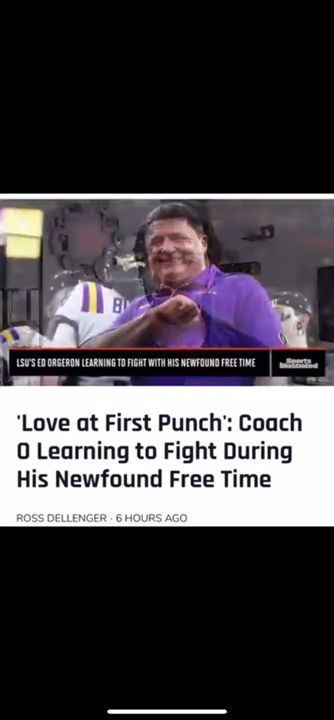 81
LSU'S ED ORGERON LEARNING TO FIGHT WITH HIS NEWFOUND FREE TIME
Sports
Illustrated
'Love at First Punch': Coach
O Learning to Fight During
His Newfound Free Time
ROSS DELLENGER · 6 HOURS AGO